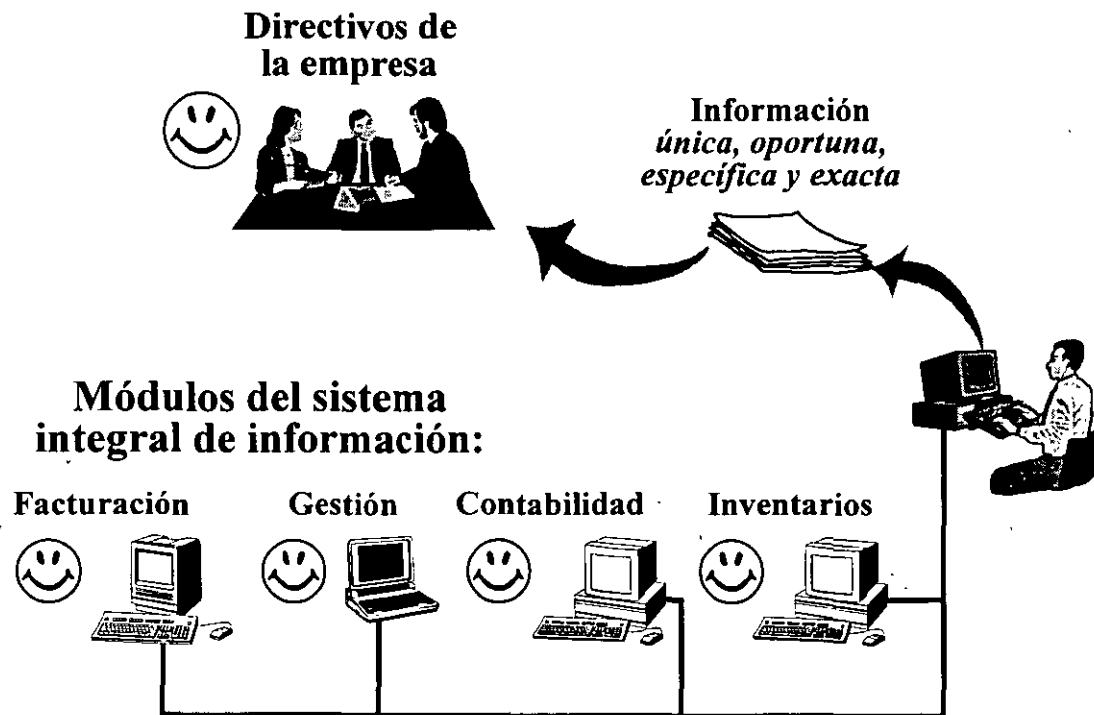 Directivos de
la empresa
Información
única, oportuna,
específica y exacta
Módulos del sistema
integral de información:
Facturación
Gestión
Contabilidad
Inventarios